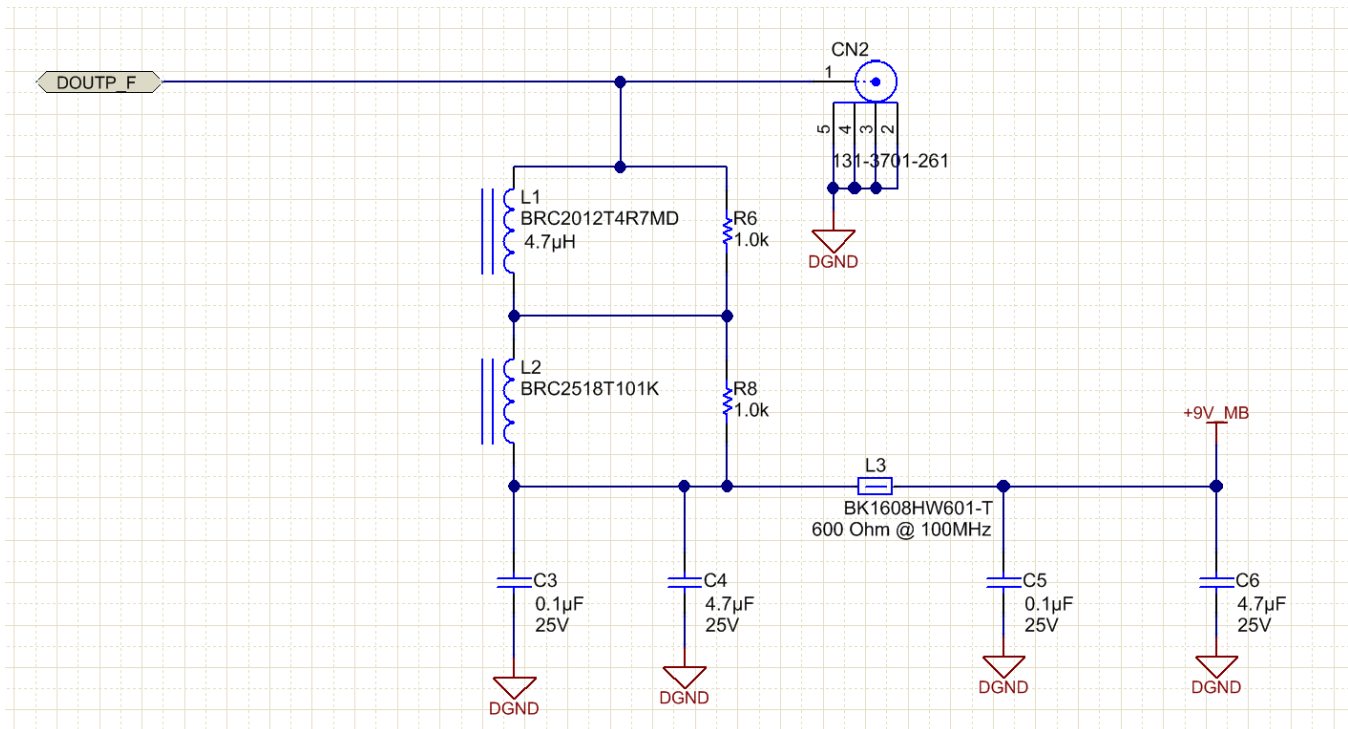 CN2
DOUTP_F
1
5
4
3
2
131-3701-261
L1
BRC2012T4R7MD
4.7µH
R6
1.0k
DGND
L2
BRC2518T101K
R8
1.0k
+9V_MB
L3
BK1608HW601-T
600 Ohm @ 100MHz
C3
0.1µF
25V
C4
4.7µF
25V
C5
0.1µF
25V
C6
4.7µF
25V
DGND
DGND
DGND
DGND